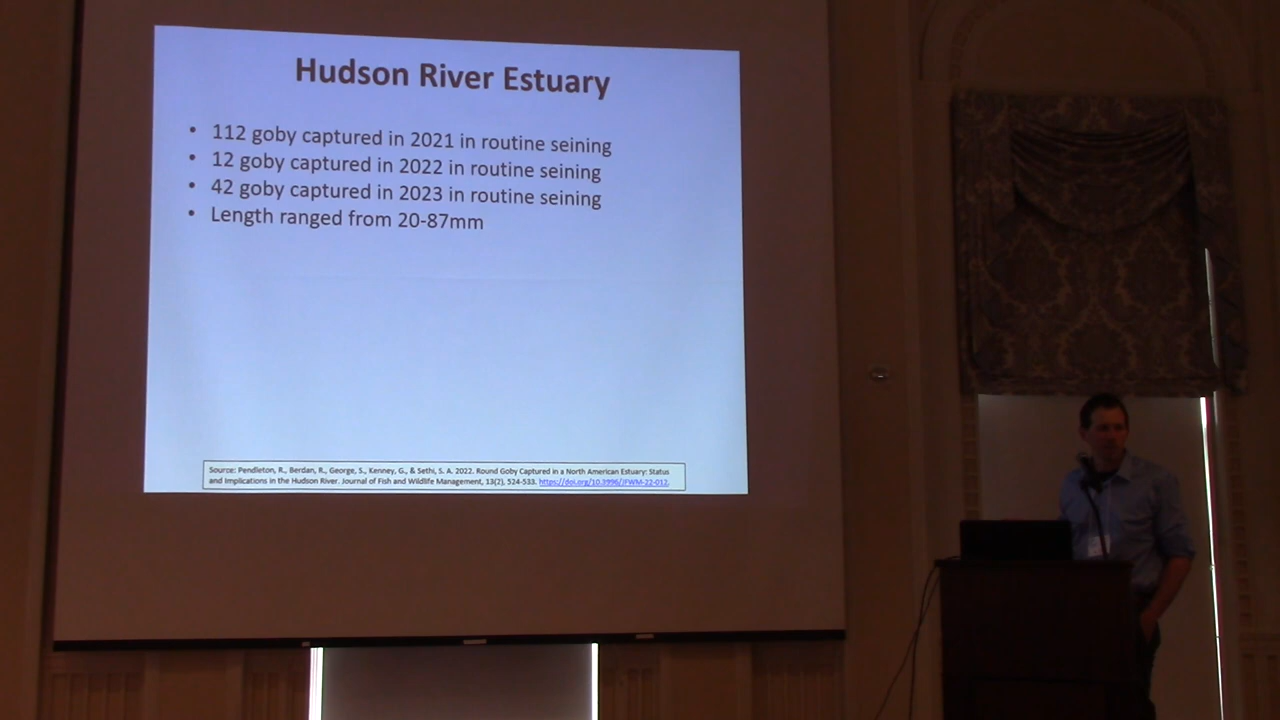 Hudson River Estuary
• 112 goby captured in 2021 in routine seining
• 12 goby captured in 2022 in routine seining
• 42 goby captured in 2023 in routine seining
• Length ranged from 20-87mm
Source: Pendleton, R., Berdan, R., George, S., Kenney, G., & Sethi, S. A. 2022. Round Goby Captured in a North American Estuary: Status
and Implications in the Hudson River. Journal of Fish and Wildlife Management, 13(2), 524-533. https://doi.org/10.3996/JFWM-22-012.